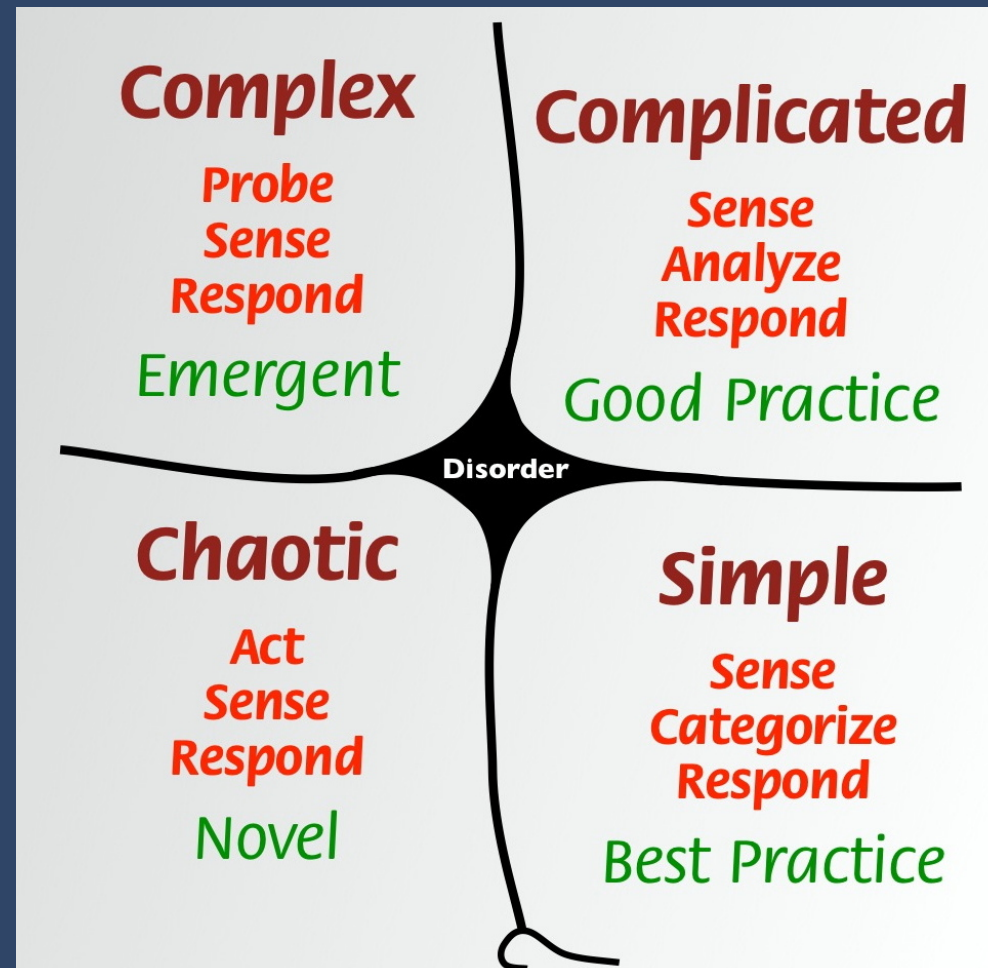 Complex
Probe
Sense
Respond
Emergent
Complicated
Sense
Analyze
Respond
Good Practice
Disorder
Chaotic
Act
Sense
Respond
Novel
Simple
Sense
Categorize
Respond
Best Practice